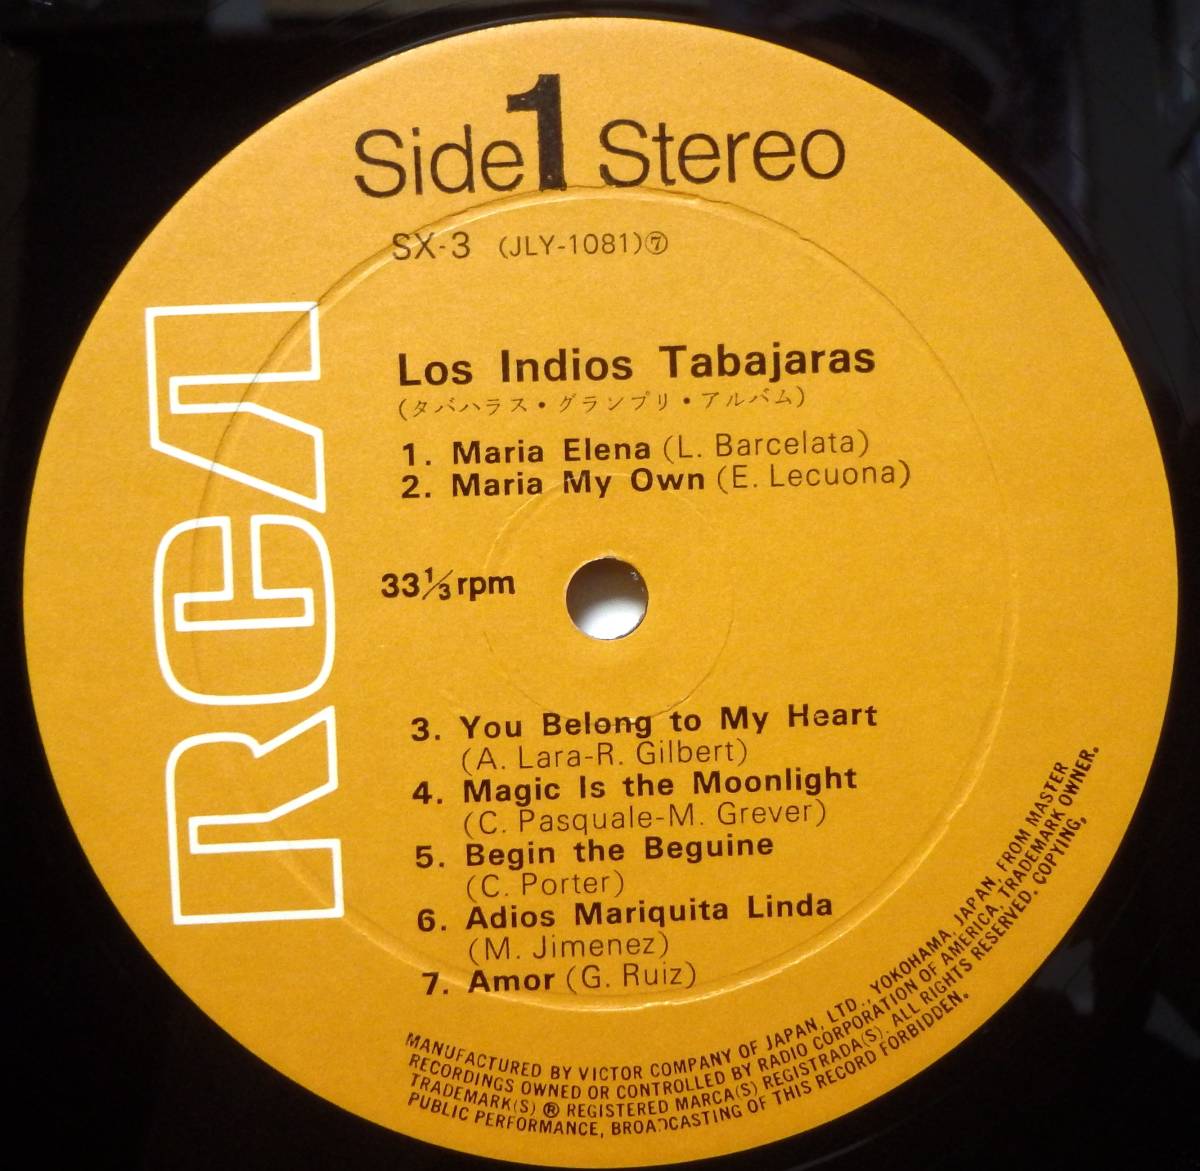 Side 1 Stereo
SX-3 (JLY-1081)⑦
RCA
Los Indios Tabajaras
(タバハラス・グランプリ・アルバム)
1. Maria Elena (L. Barcelata)
2. Maria My Own (E. Lecuona)
33⅓ rpm
3. You Belong to My Heart
(A. Lara-R. Gilbert)
4. Magic Is the Moonlight
(C. Pasquale-M. Grever)
5. Begin the Beguine
(C. Porter)
6. Adios Mariquita Linda
(M. Jimenez)
7. Amor (G. Ruiz)
MANUFACTURED BY VICTOR COMPANY OF JAPAN, LTD., YOKOHAMA, JAPAN, FROM MASTER
RECORDINGS OWNED OR CONTROLLED BY RADIO CORPORATION OF AMERICA, TRADEMARK OWNER.
TRADEMARK(S) ® REGISTERED MARCA(S) REGISTRADA(S). ALL RIGHTS RESERVED. COPYING,
PUBLIC PERFORMANCE, BROADCASTING OF THIS RECORD FORBIDDEN.